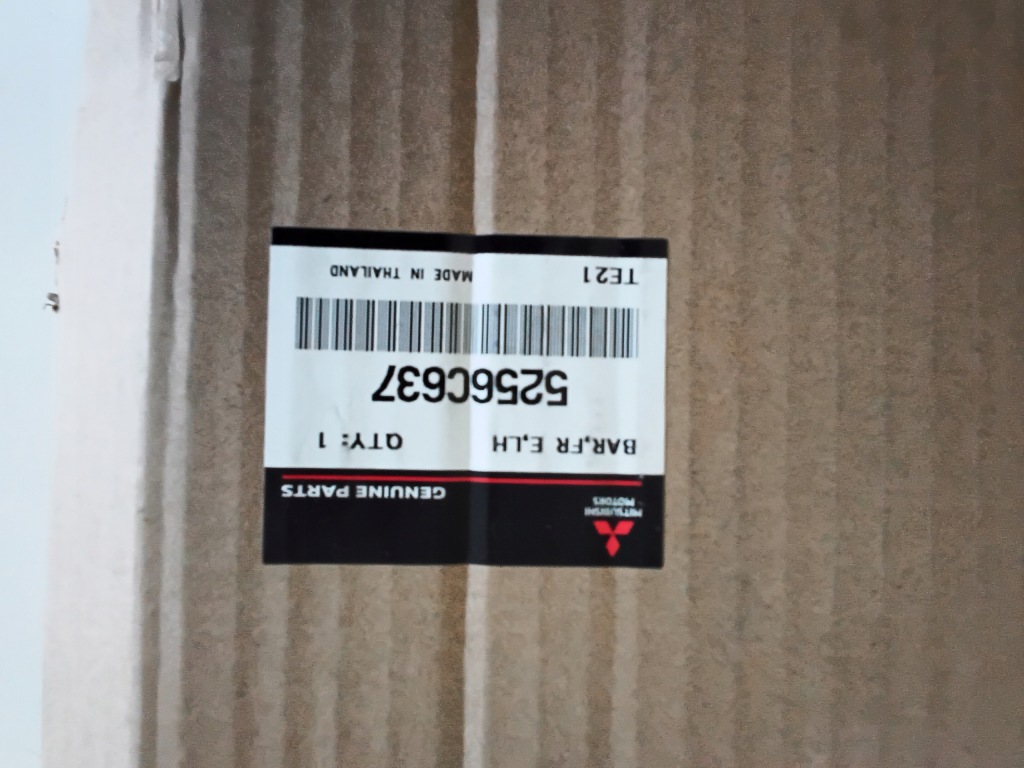 MITSUBISHI
MOTORS
GENUINE PARTS
BAR,FR E,LH QTY: 1
5256C637
TE21 MADE IN THAILAND